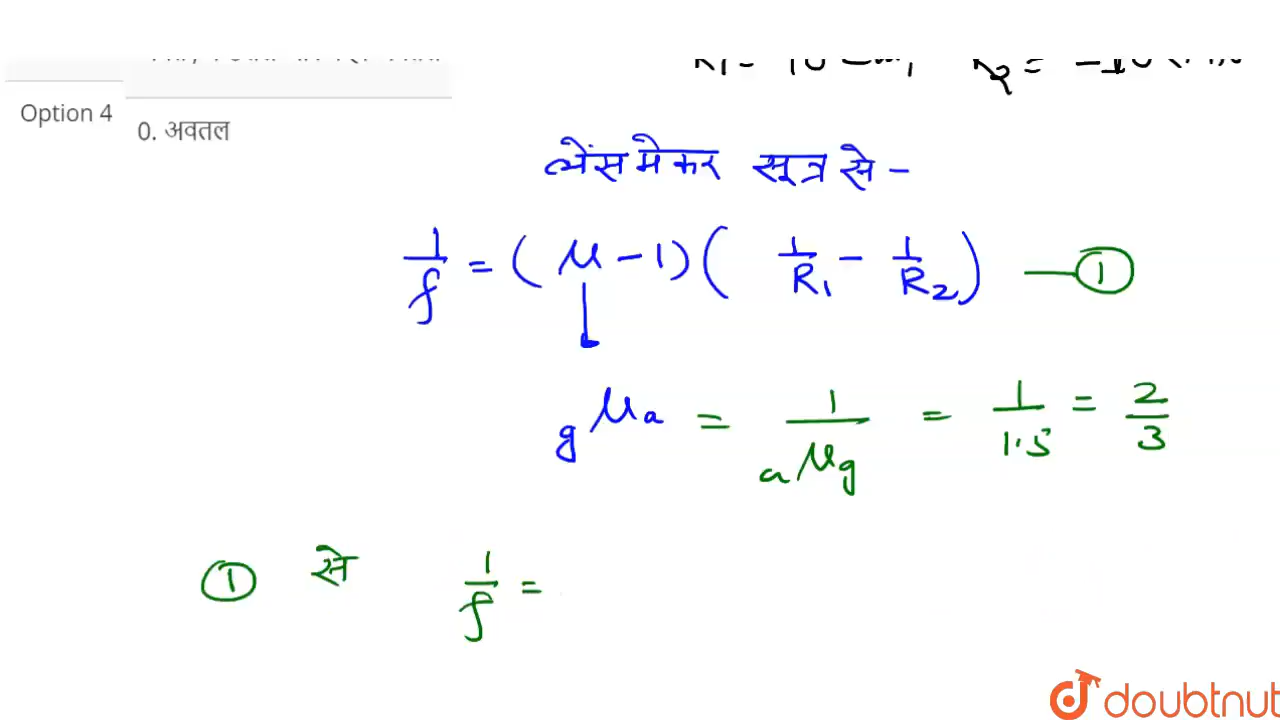 Option 4
0. अवतल
लेंस मेकर सूत्र से -
1/f = (μ - 1) ( 1/R1 - 1/R2 ) — 1
gμa = 1/aμg = 1/1.5 = 2/3
1 से 1/f =
doubtnut